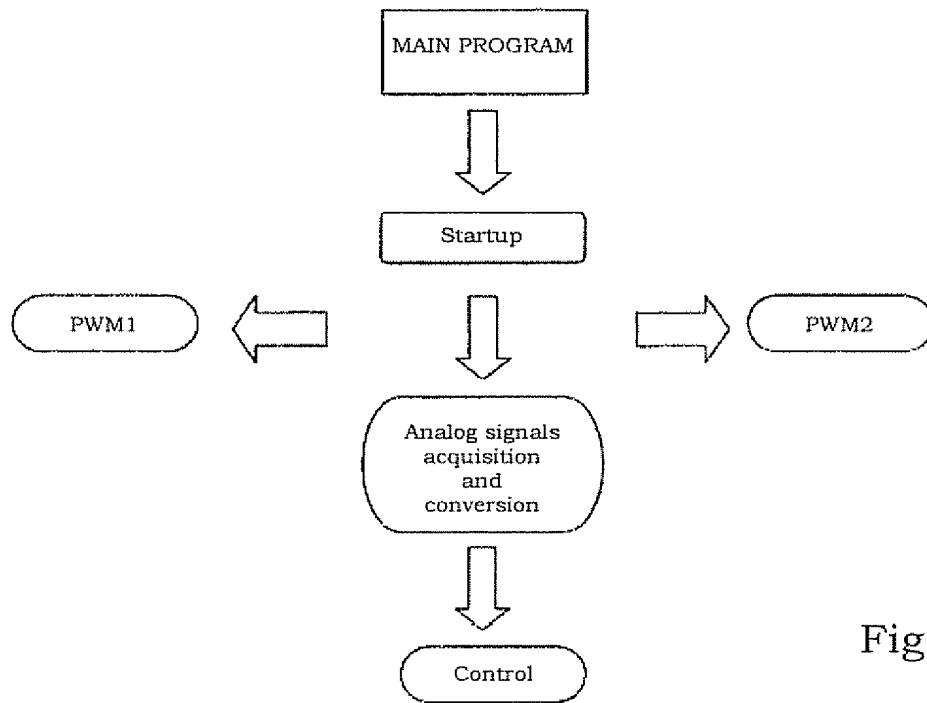 MAIN PROGRAM
Startup
PWM1
PWM2
Analog signals
acquisition
and
conversion
Control
Fig